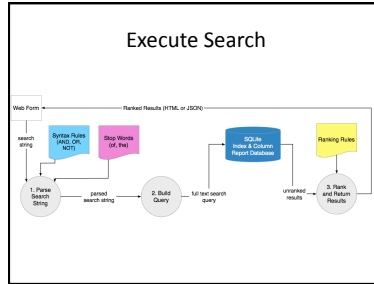 Execute Search
Web Form
Ranked Results (HTML or JSON)
search
string
Syntax Rules
(AND, OR,
NOT)
Stop Words
(of, the)
SQLite
Index & Column
Report Database
Ranking Rules
1. Parse
Search
String
parsed
search string
2. Build
Query
full text search
query
unranked
results
3. Rank
and Return
Results